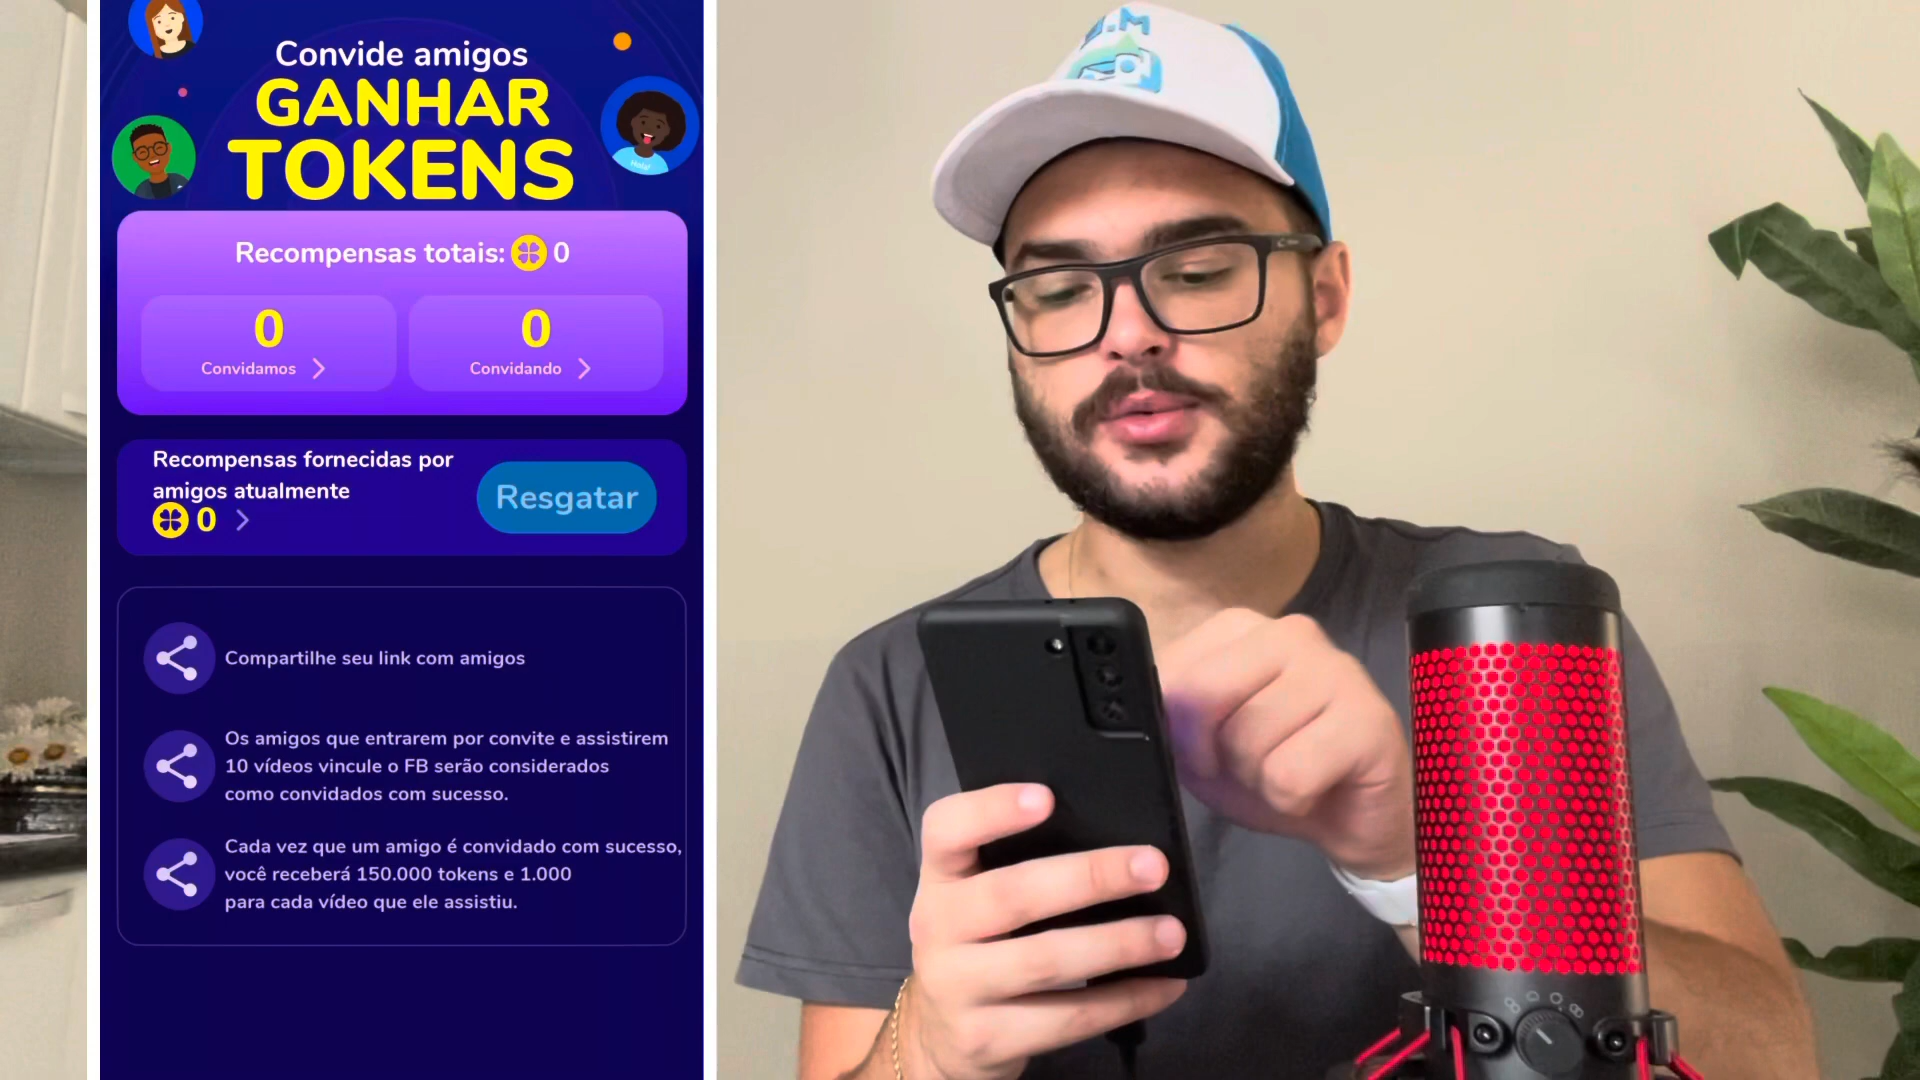 Convide amigos
GANHAR
TOKENS
Hola!
Recompensas totais: 0
0
Convidamos
0
Convidando
Recompensas fornecidas por
amigos atualmente
0
Resgatar
Compartilhe seu link com amigos
Os amigos que entrarem por convite e assistirem
10 vídeos vincule o FB serão considerados
como convidados com sucesso.
Cada vez que um amigo é convidado com sucesso,
você receberá 150.000 tokens e 1.000
para cada vídeo que ele assistiu.